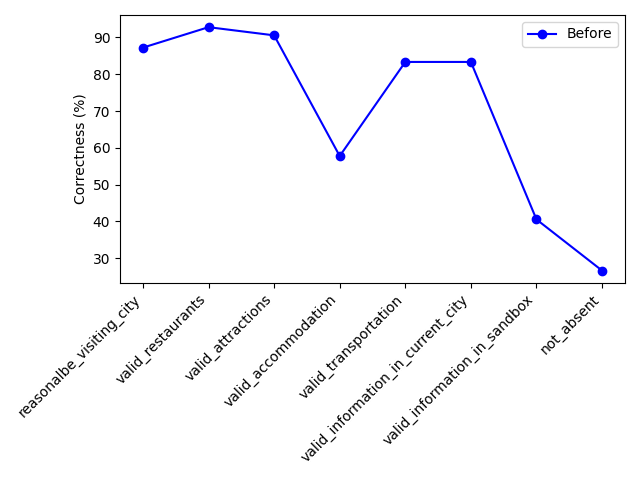 Before
Correctness (%)
90
80
70
60
50
40
30
reasonalbe_visiting_city
valid_restaurants
valid_attractions
valid_accommodation
valid_transportation
valid_information_in_current_city
valid_information_in_sandbox
not_absent